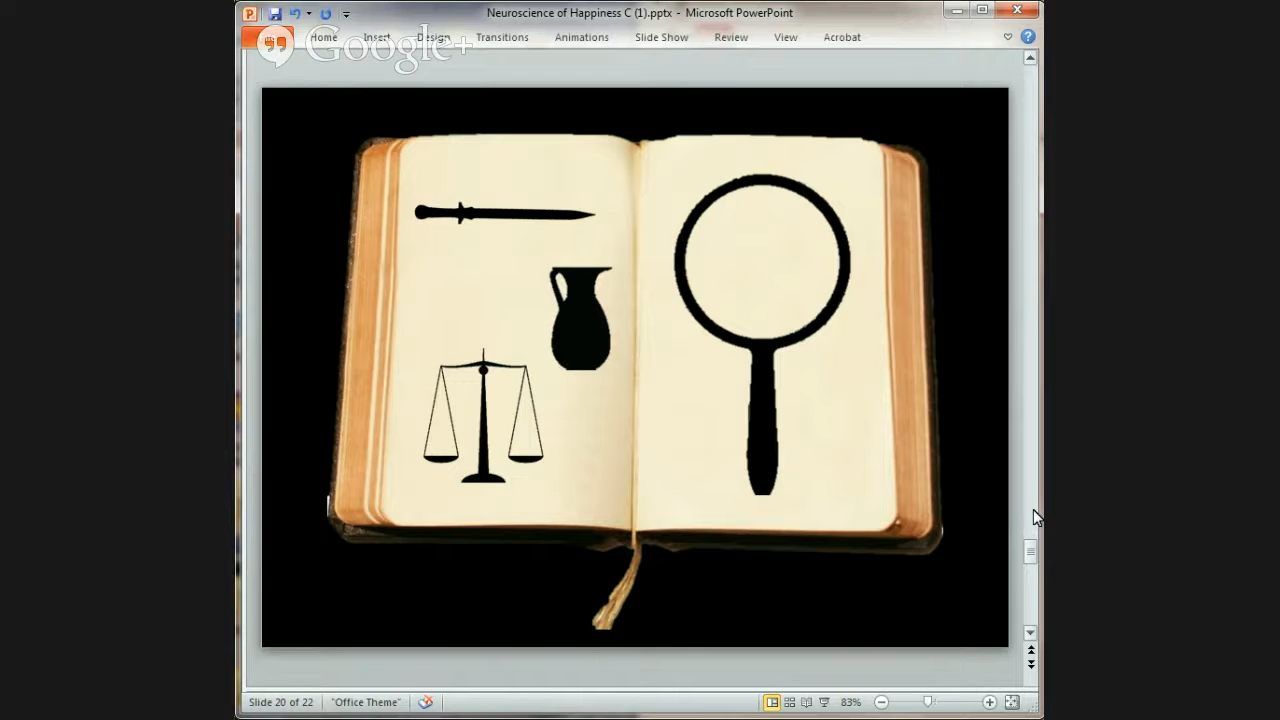 Neuroscience of Happiness C (1).pptx - Microsoft PowerPoint
Home Insert Design Transitions Animations Slide Show Review View Acrobat
Google+
Slide 20 of 22 "Office Theme" 83%